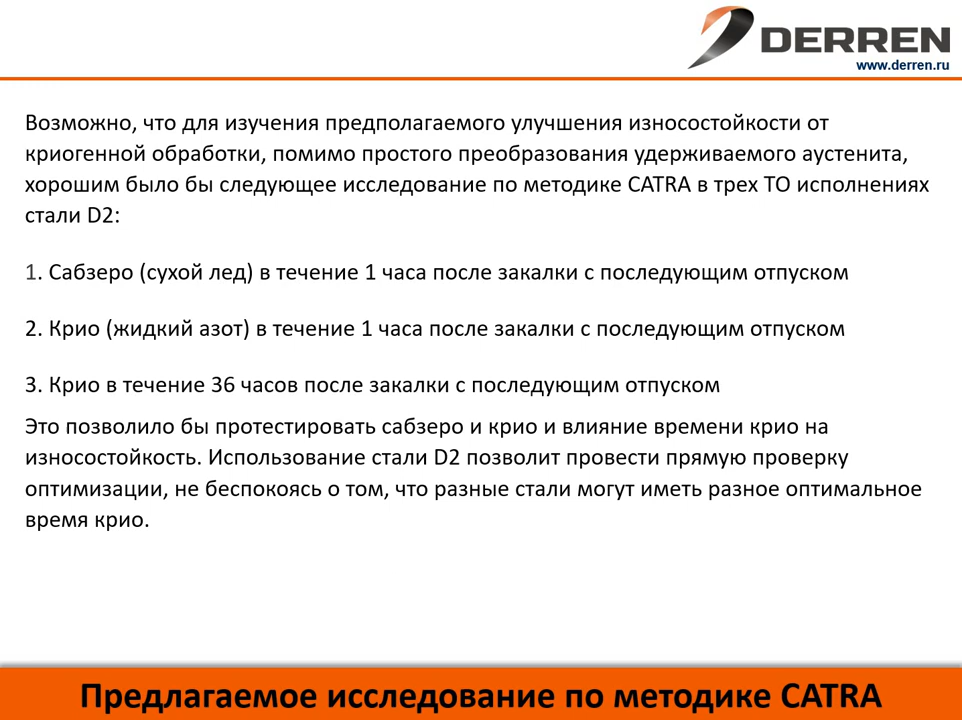 DERREN
www.derren.ru
Возможно, что для изучения предполагаемого улучшения износостойкости от
криогенной обработки, помимо простого преобразования удерживаемого аустенита,
хорошим было бы следующее исследование по методике CATRA в трех ТО исполнениях
стали D2:
1. Сабзеро (сухой лед) в течение 1 часа после закалки с последующим отпуском
2. Крио (жидкий азот) в течение 1 часа после закалки с последующим отпуском
3. Крио в течение 36 часов после закалки с последующим отпуском
Это позволило бы протестировать сабзеро и крио и влияние времени крио на
износостойкость. Использование стали D2 позволит провести прямую проверку
оптимизации, не беспокоясь о том, что разные стали могут иметь разное оптимальное
время крио.
Предлагаемое исследование по методике CATRA